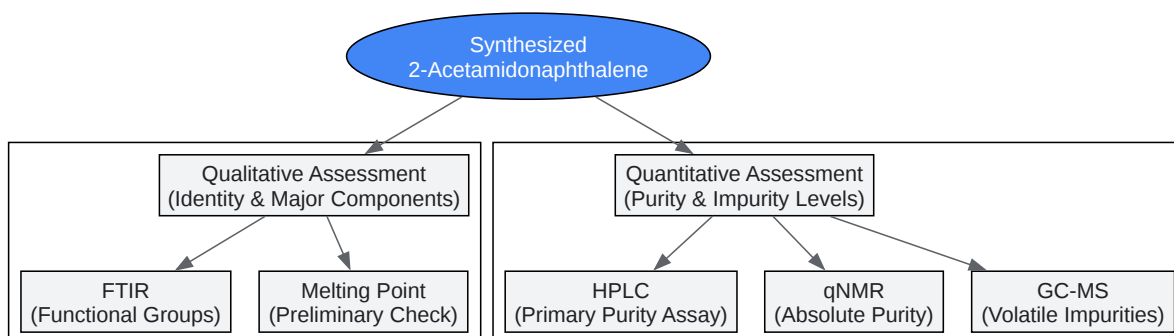 Synthesized
2-Acetamidonaphthalene
Qualitative Assessment
(Identity & Major Components)
Quantitative Assessment
(Purity & Impurity Levels)
FTIR
(Functional Groups)
Melting Point
(Preliminary Check)
HPLC
(Primary Purity Assay)
qNMR
(Absolute Purity)
GC-MS
(Volatile Impurities)